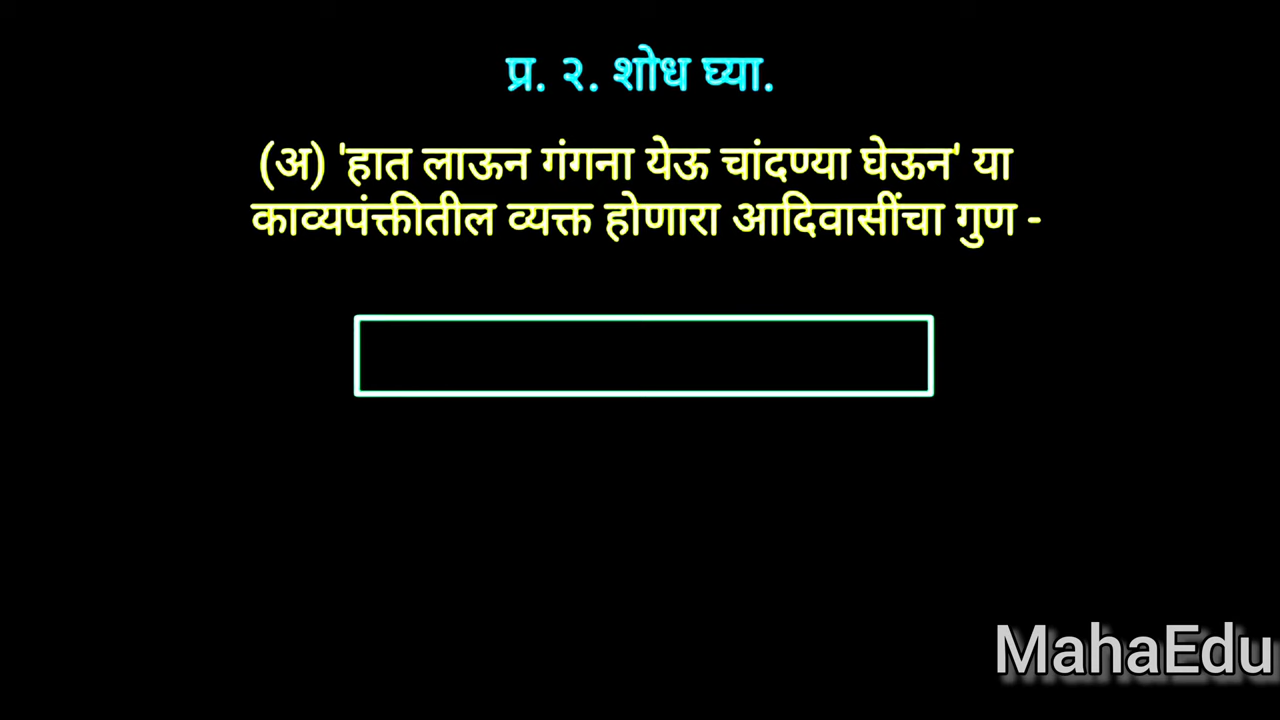 प्र. २. शोध घ्या.
(अ) 'हात लाऊन गंगना येऊ चांदण्या घेऊन' या
काव्यपंक्तीतील व्यक्त होणारा आदिवासींचा गुण -
MahaEdu